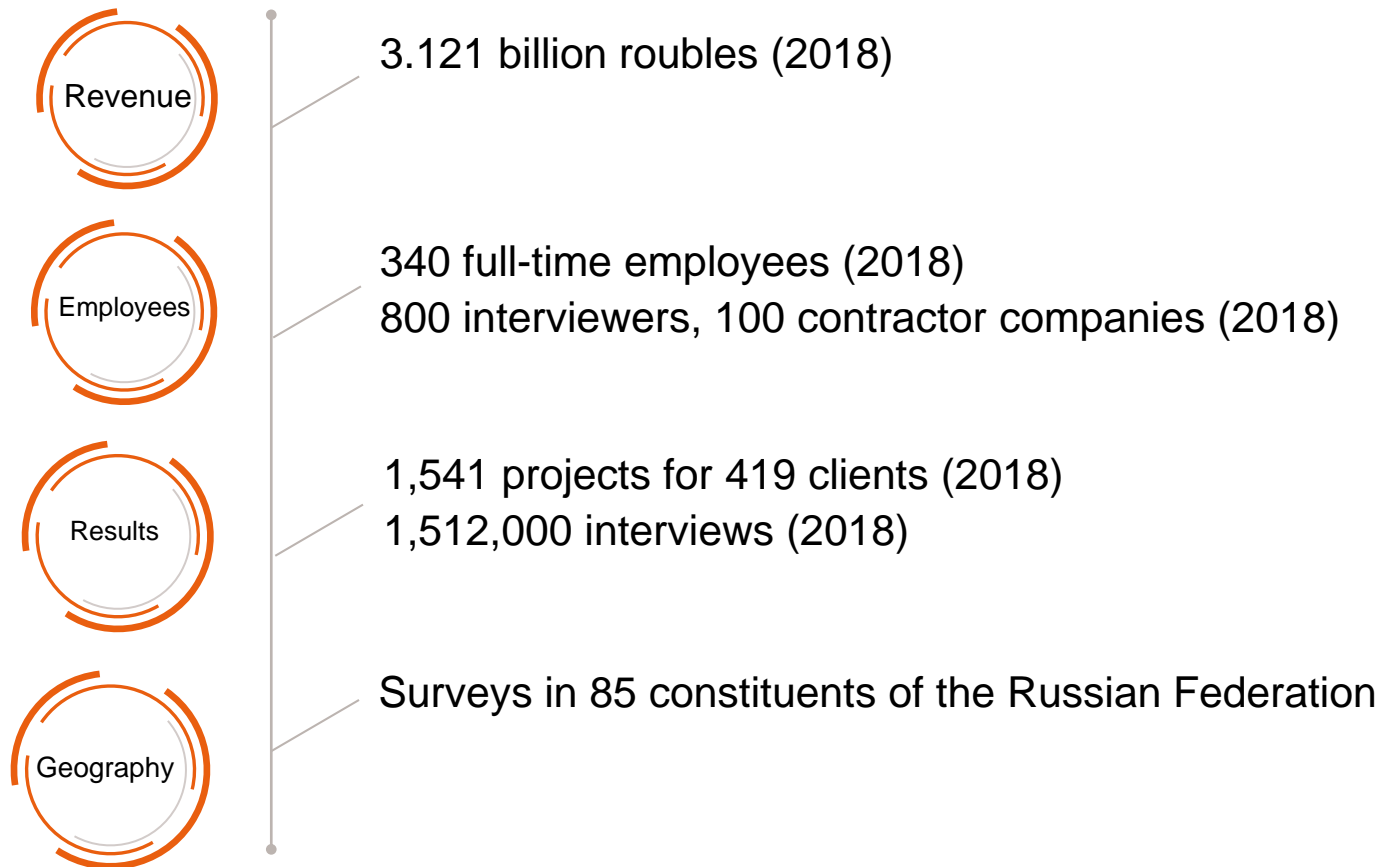 Revenue
3.121 billion roubles (2018)
Employees
340 full-time employees (2018)
800 interviewers, 100 contractor companies (2018)
Results
1,541 projects for 419 clients (2018)
1,512,000 interviews (2018)
Geography
Surveys in 85 constituents of the Russian Federation